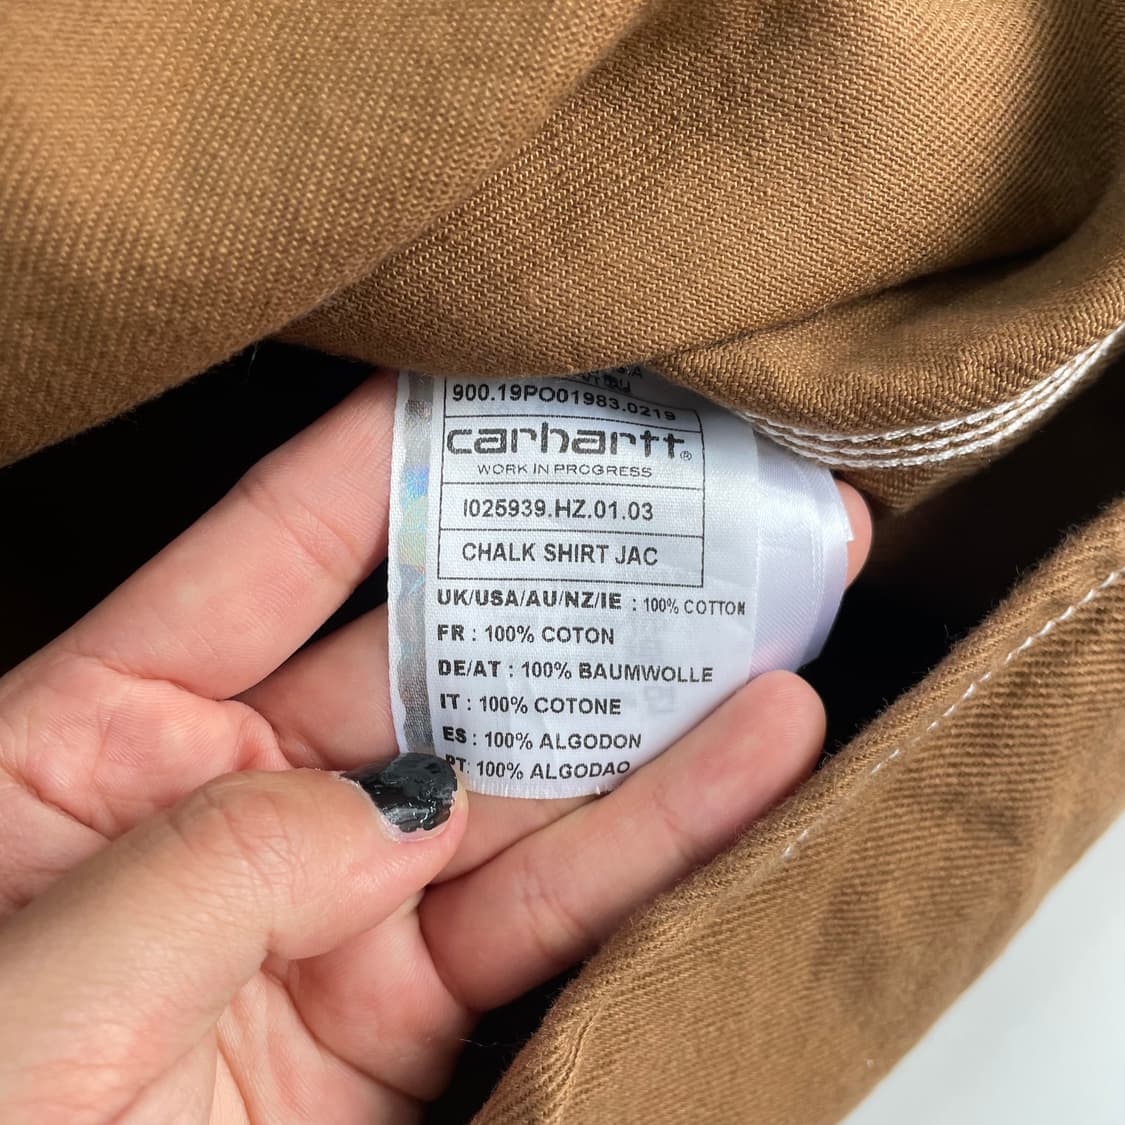 900.19PO01983.0219
carhartt®
WORK IN PROGRESS
I025939.HZ.01.03
CHALK SHIRT JAC
UK/USA/AU/NZ/IE : 100% COTTON
FR : 100% COTON
DE/AT : 100% BAUMWOLLE
IT : 100% COTONE
ES : 100% ALGODON
PT: 100% ALGODAO